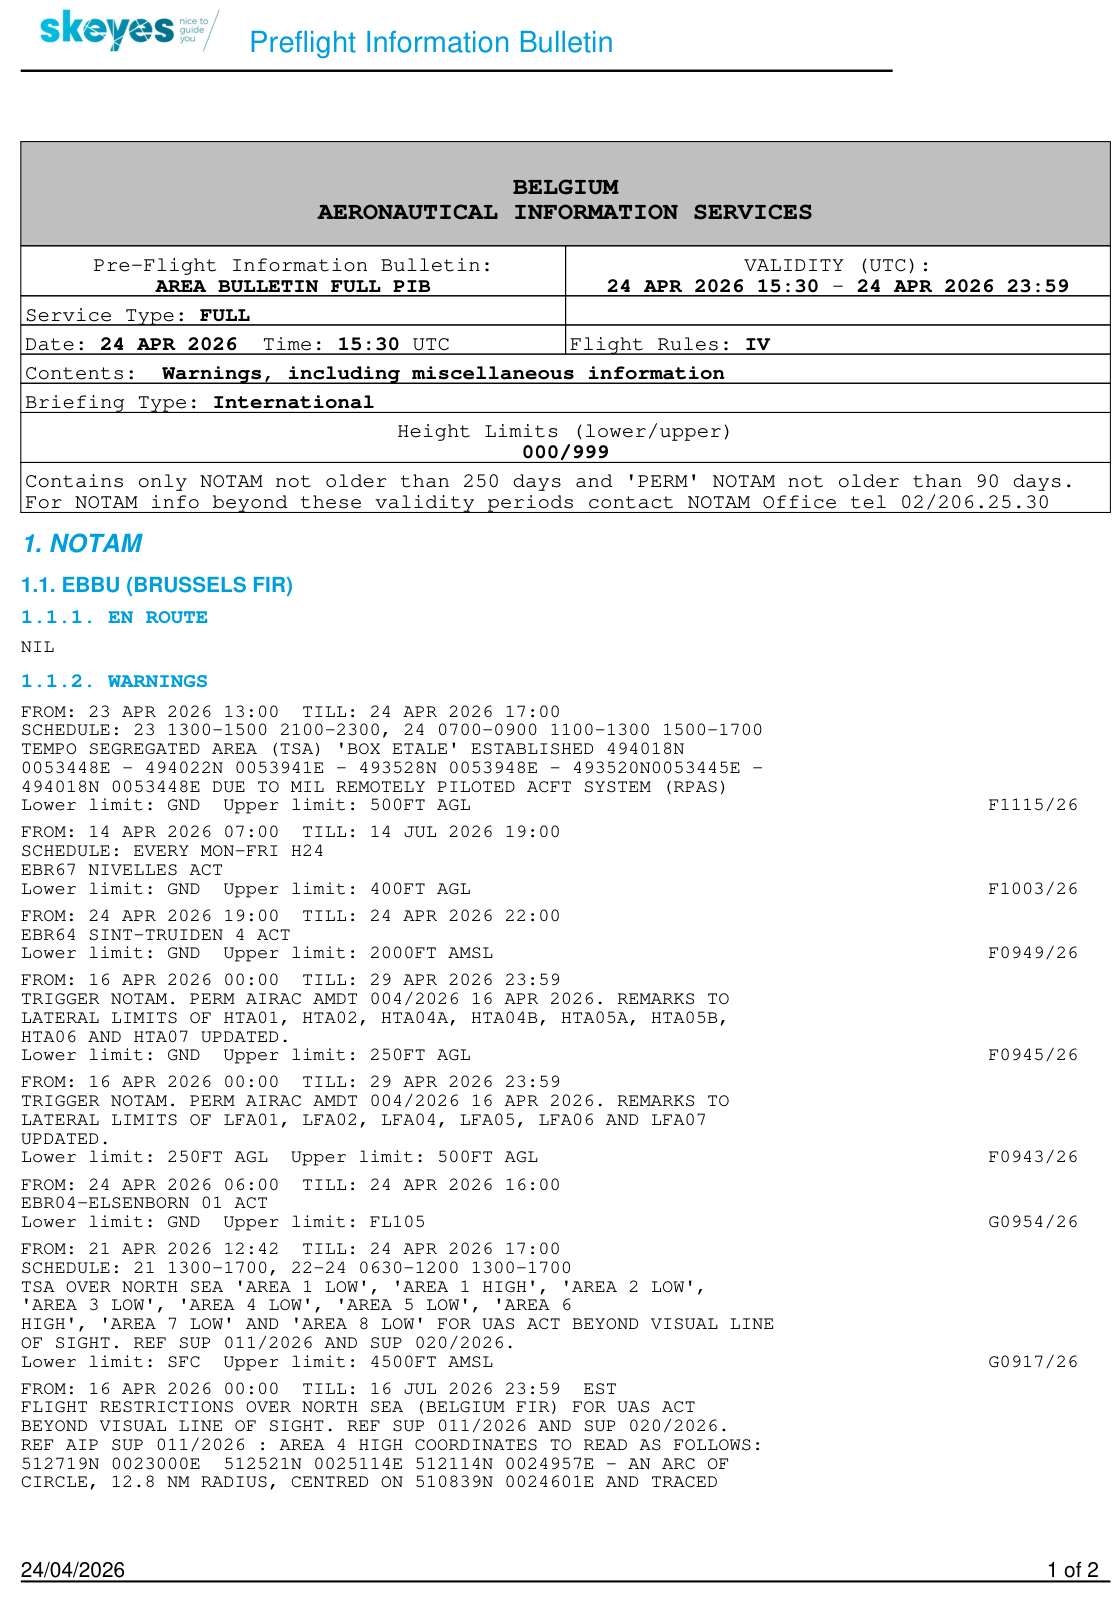 skeyes nice to guide you
Preflight Information Bulletin
BELGIUM
AERONAUTICAL INFORMATION SERVICES
Pre-Flight Information Bulletin:
AREA BULLETIN FULL PIB
VALIDITY (UTC):
24 APR 2026 15:30 - 24 APR 2026 23:59
Service Type: FULL
Date: 24 APR 2026  Time: 15:30 UTC
Flight Rules: IV
Contents:  Warnings, including miscellaneous information
Briefing Type: International
Height Limits (lower/upper)
000/999
Contains only NOTAM not older than 250 days and 'PERM' NOTAM not older than 90 days.
For NOTAM info beyond these validity periods contact NOTAM Office tel 02/206.25.30
1. NOTAM
1.1. EBBU (BRUSSELS FIR)
1.1.1. EN ROUTE
NIL
1.1.2. WARNINGS
FROM: 23 APR 2026 13:00  TILL: 24 APR 2026 17:00
SCHEDULE: 23 1300-1500 2100-2300, 24 0700-0900 1100-1300 1500-1700
TEMPO SEGREGATED AREA (TSA) 'BOX ETALE' ESTABLISHED 494018N
0053448E - 494022N 0053941E - 493528N 0053948E - 493520N0053445E -
494018N 0053448E DUE TO MIL REMOTELY PILOTED ACFT SYSTEM (RPAS)
Lower limit: GND  Upper limit: 500FT AGL F1115/26
FROM: 14 APR 2026 07:00  TILL: 14 JUL 2026 19:00
SCHEDULE: EVERY MON-FRI H24
EBR67 NIVELLES ACT
Lower limit: GND  Upper limit: 400FT AGL F1003/26
FROM: 24 APR 2026 19:00  TILL: 24 APR 2026 22:00
EBR64 SINT-TRUIDEN 4 ACT
Lower limit: GND  Upper limit: 2000FT AMSL F0949/26
FROM: 16 APR 2026 00:00  TILL: 29 APR 2026 23:59
TRIGGER NOTAM. PERM AIRAC AMDT 004/2026 16 APR 2026. REMARKS TO
LATERAL LIMITS OF HTA01, HTA02, HTA04A, HTA04B, HTA05A, HTA05B,
HTA06 AND HTA07 UPDATED.
Lower limit: GND  Upper limit: 250FT AGL F0945/26
FROM: 16 APR 2026 00:00  TILL: 29 APR 2026 23:59
TRIGGER NOTAM. PERM AIRAC AMDT 004/2026 16 APR 2026. REMARKS TO
LATERAL LIMITS OF LFA01, LFA02, LFA04, LFA05, LFA06 AND LFA07
UPDATED.
Lower limit: 250FT AGL  Upper limit: 500FT AGL F0943/26
FROM: 24 APR 2026 06:00  TILL: 24 APR 2026 16:00
EBR04-ELSENBORN 01 ACT
Lower limit: GND  Upper limit: FL105 G0954/26
FROM: 21 APR 2026 12:42  TILL: 24 APR 2026 17:00
SCHEDULE: 21 1300-1700, 22-24 0630-1200 1300-1700
TSA OVER NORTH SEA 'AREA 1 LOW', 'AREA 1 HIGH', 'AREA 2 LOW',
'AREA 3 LOW', 'AREA 4 LOW', 'AREA 5 LOW', 'AREA 6
HIGH', 'AREA 7 LOW' AND 'AREA 8 LOW' FOR UAS ACT BEYOND VISUAL LINE
OF SIGHT. REF SUP 011/2026 AND SUP 020/2026.
Lower limit: SFC  Upper limit: 4500FT AMSL G0917/26
FROM: 16 APR 2026 00:00  TILL: 16 JUL 2026 23:59  EST
FLIGHT RESTRICTIONS OVER NORTH SEA (BELGIUM FIR) FOR UAS ACT
BEYOND VISUAL LINE OF SIGHT. REF SUP 011/2026 AND SUP 020/2026.
REF AIP SUP 011/2026 : AREA 4 HIGH COORDINATES TO READ AS FOLLOWS:
512719N 0023000E  512521N 0025114E 512114N 0024957E - AN ARC OF
CIRCLE, 12.8 NM RADIUS, CENTRED ON 510839N 0024601E AND TRACED
24/04/2026
1 of 2